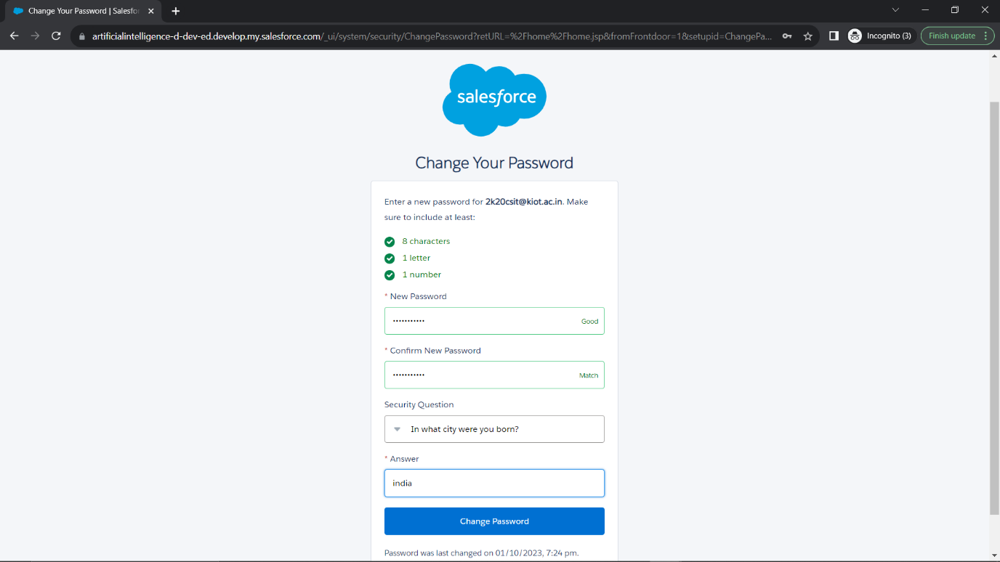 Change Your Password | Salesfor
artificialintelligence-d-dev-ed.develop.my.salesforce.com/_ui/system/security/ChangePassword?retURL=%2Fhome%2Fhome.jsp&fromFrontdoor=1&setupid=ChangePa...
Incognito (3)
Finish update
salesforce
Change Your Password
Enter a new password for 2k20csit@kiot.ac.in. Make
sure to include at least:
8 characters
1 letter
1 number
* New Password
•••••••••••
Good
* Confirm New Password
•••••••••••
Match
Security Question
In what city were you born?
* Answer
india
Change Password
Password was last changed on 01/10/2023, 7:24 pm.